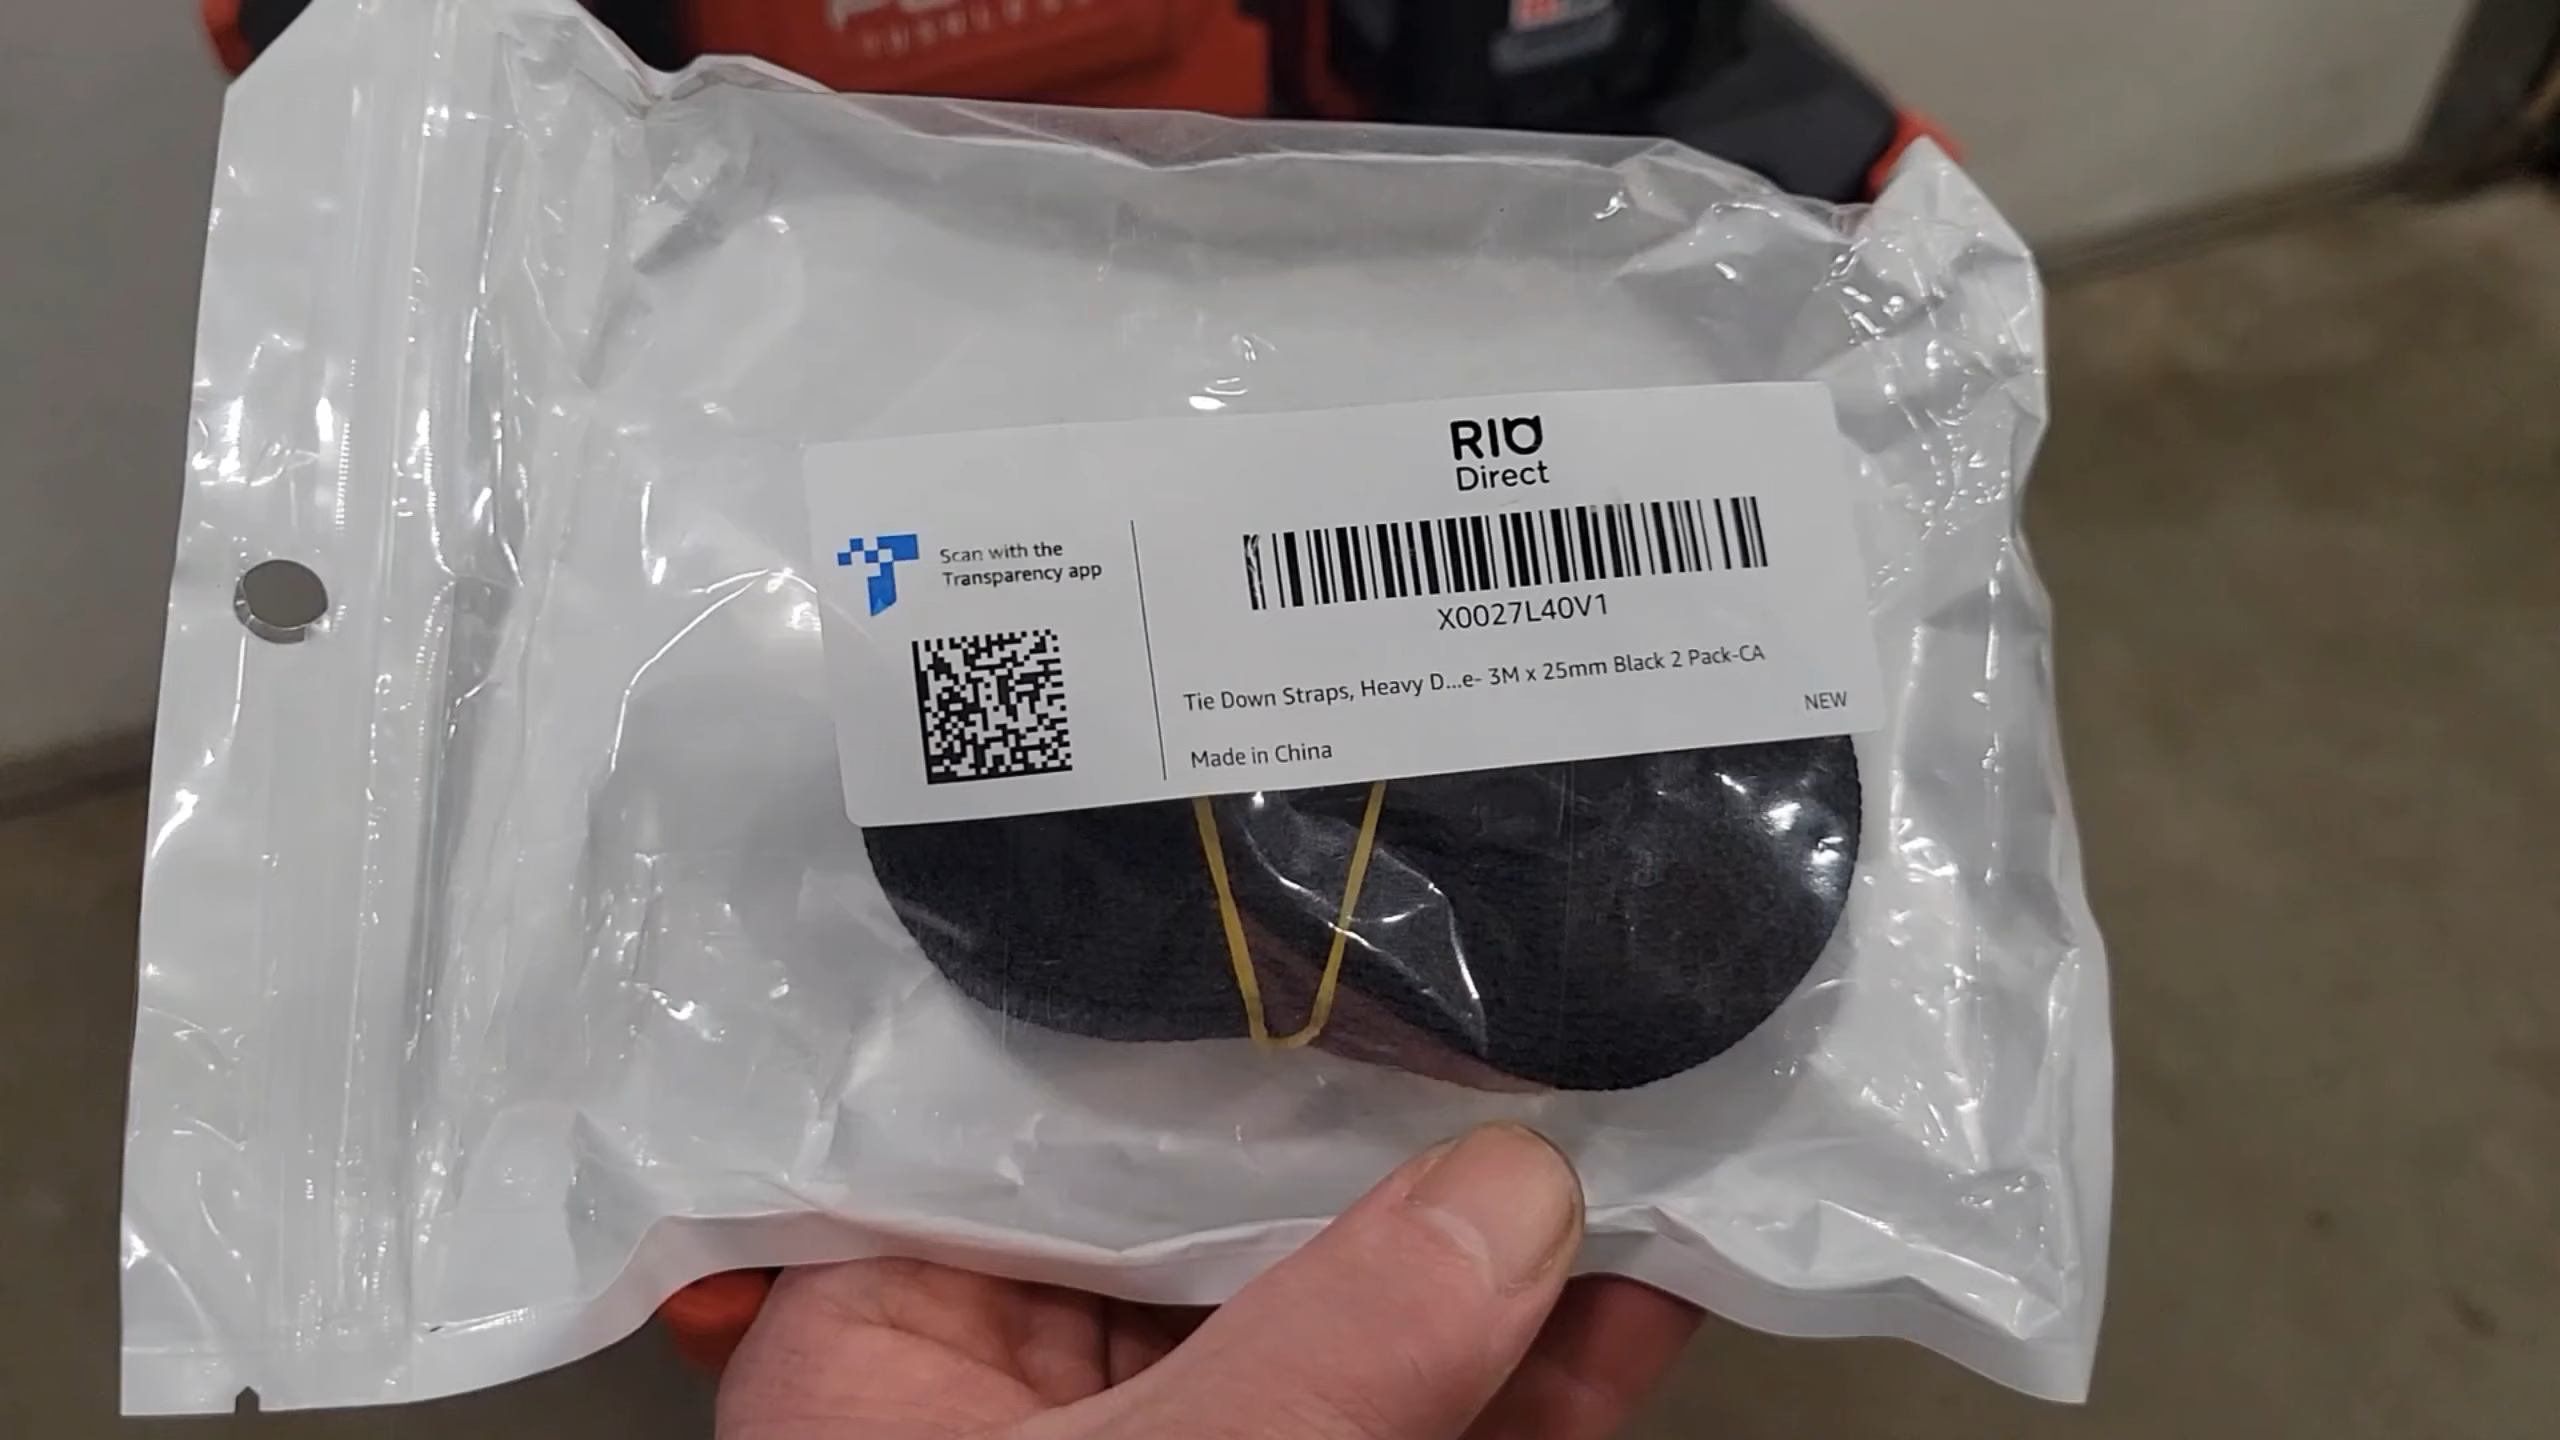 RIO
Direct
Scan with the
Transparency app
X0027L40V1
Tie Down Straps, Heavy D...e- 3M x 25mm Black 2 Pack-CA
NEW
Made in China